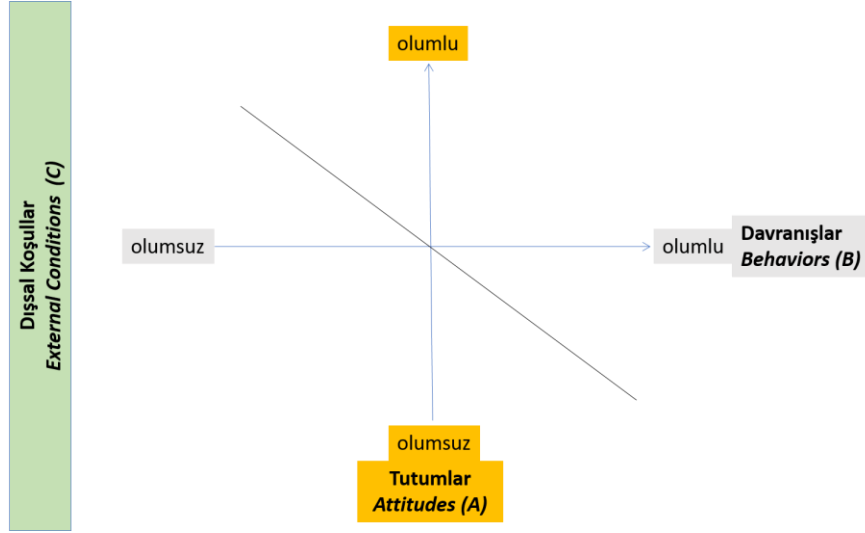 Dışsal Koşullar
External Conditions (C)
olumlu
olumsuz
olumlu
Davranışlar
Behaviors (B)
olumsuz
Tutumlar
Attitudes (A)